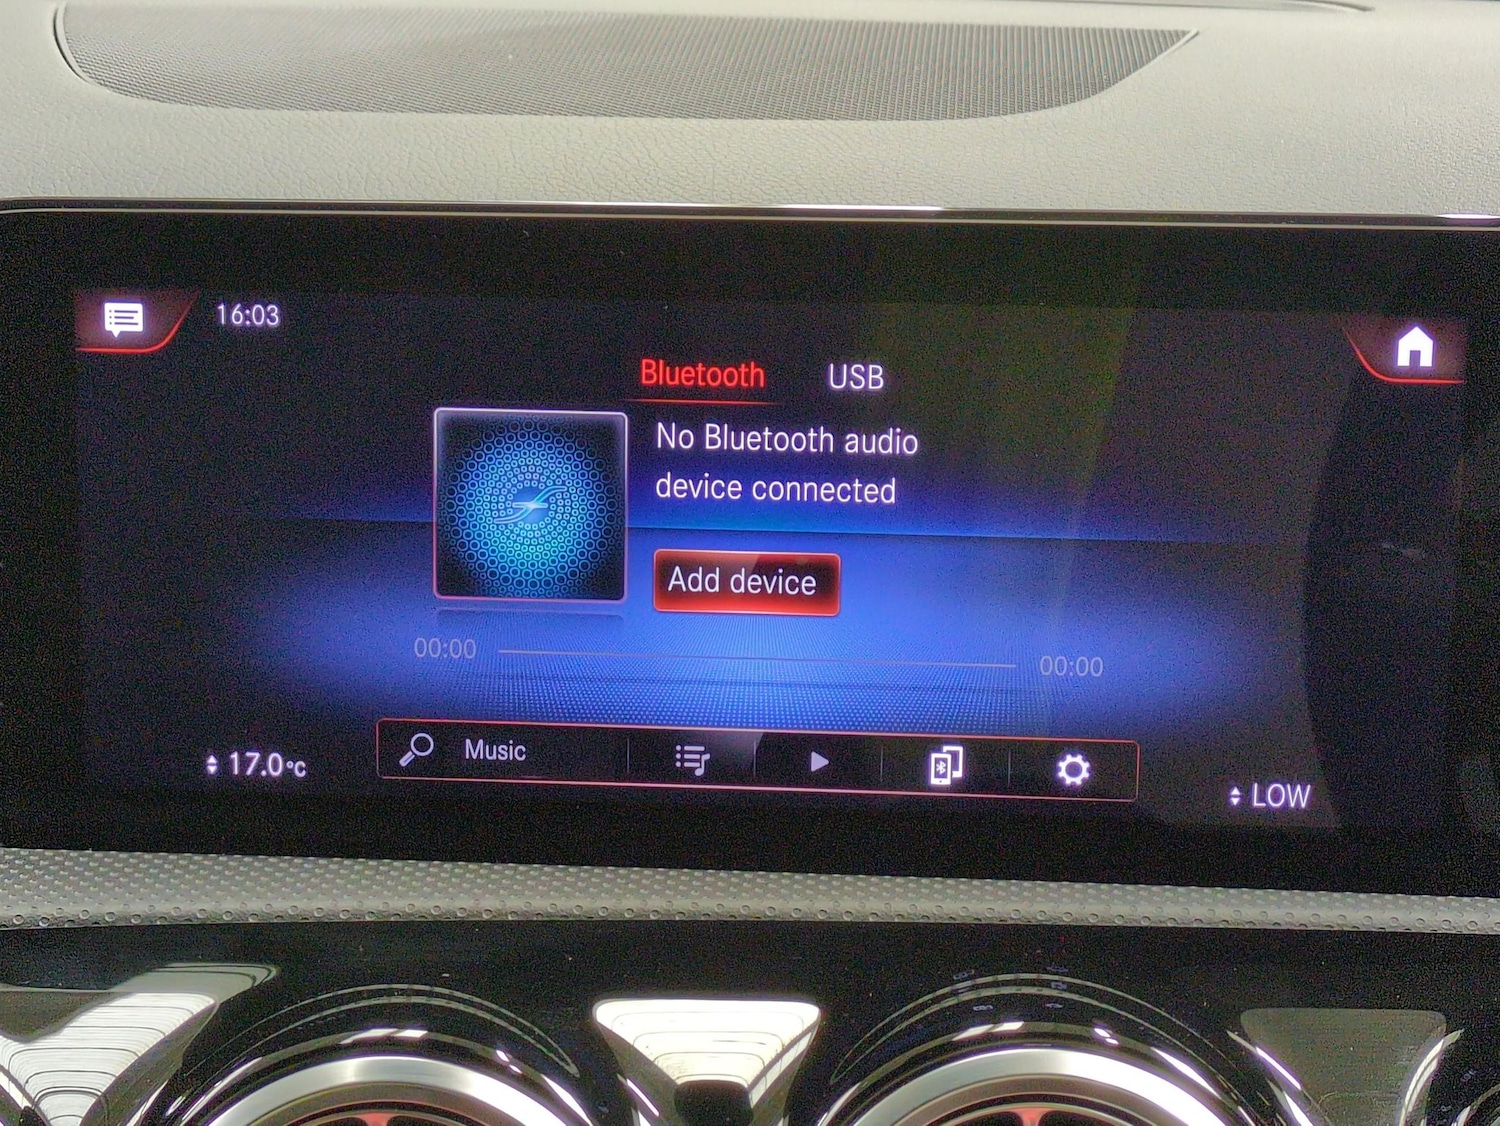 16:03
Bluetooth USB
No Bluetooth audio
device connected
Add device
00:00 00:00
Music
17.0°C
LOW